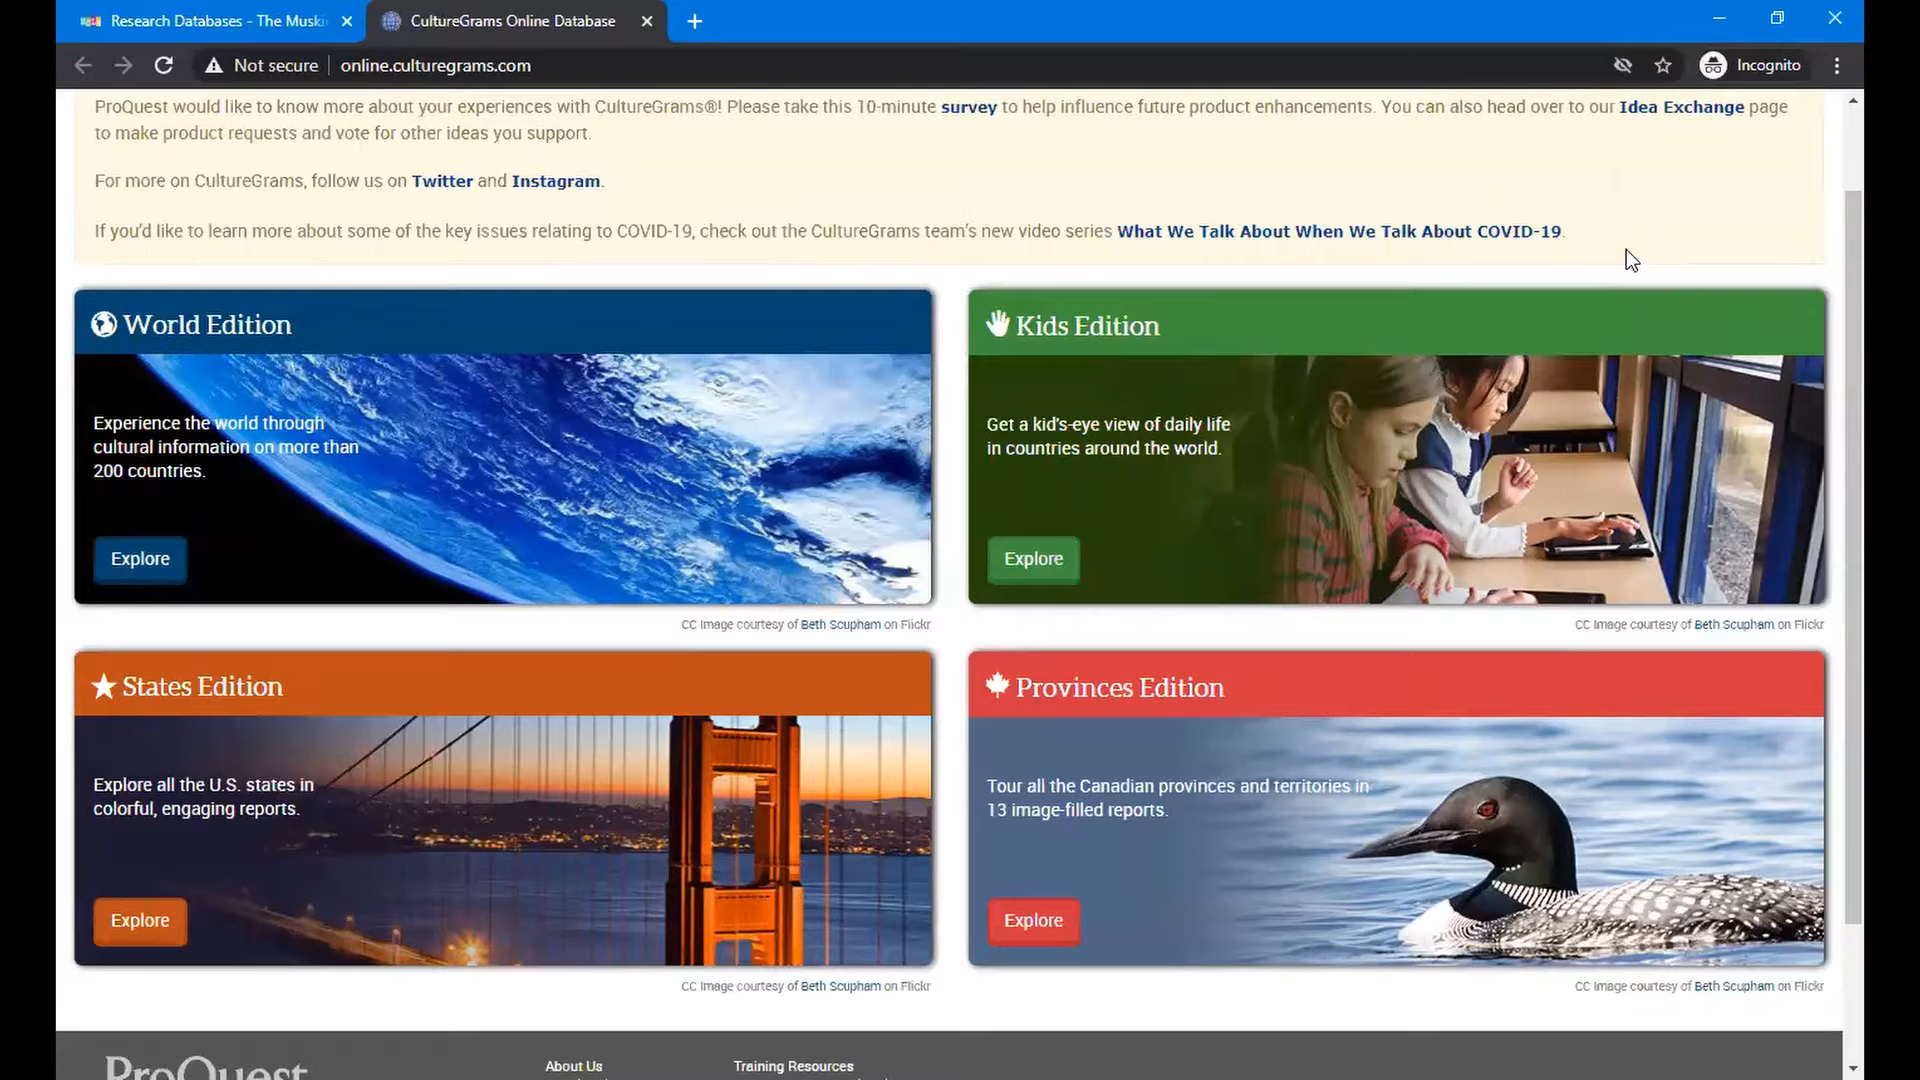 Research Databases - The Muski
CultureGrams Online Database
Not secure
online.culturegrams.com
Incognito
ProQuest would like to know more about your experiences with CultureGrams®! Please take this 10-minute survey to help influence future product enhancements. You can also head over to our Idea Exchange page
to make product requests and vote for other ideas you support.
For more on CultureGrams, follow us on Twitter and Instagram.
If you'd like to learn more about some of the key issues relating to COVID-19, check out the CultureGrams team's new video series What We Talk About When We Talk About COVID-19.
World Edition
Experience the world through
cultural information on more than
200 countries.
Explore
CC Image courtesy of Beth Scupham on Flickr
Kids Edition
Get a kid's-eye view of daily life
in countries around the world.
Explore
CC Image courtesy of Beth Scupham on Flickr
States Edition
Explore all the U.S. states in
colorful, engaging reports.
Explore
CC Image courtesy of Beth Scupham on Flickr
Provinces Edition
Tour all the Canadian provinces and territories in
13 image-filled reports.
Explore
CC Image courtesy of Beth Scupham on Flickr
ProQuest
About Us
Training Resources